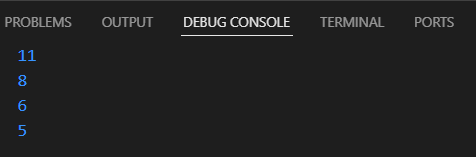 PROBLEMS OUTPUT DEBUG CONSOLE TERMINAL PORTS
11
8
6
5